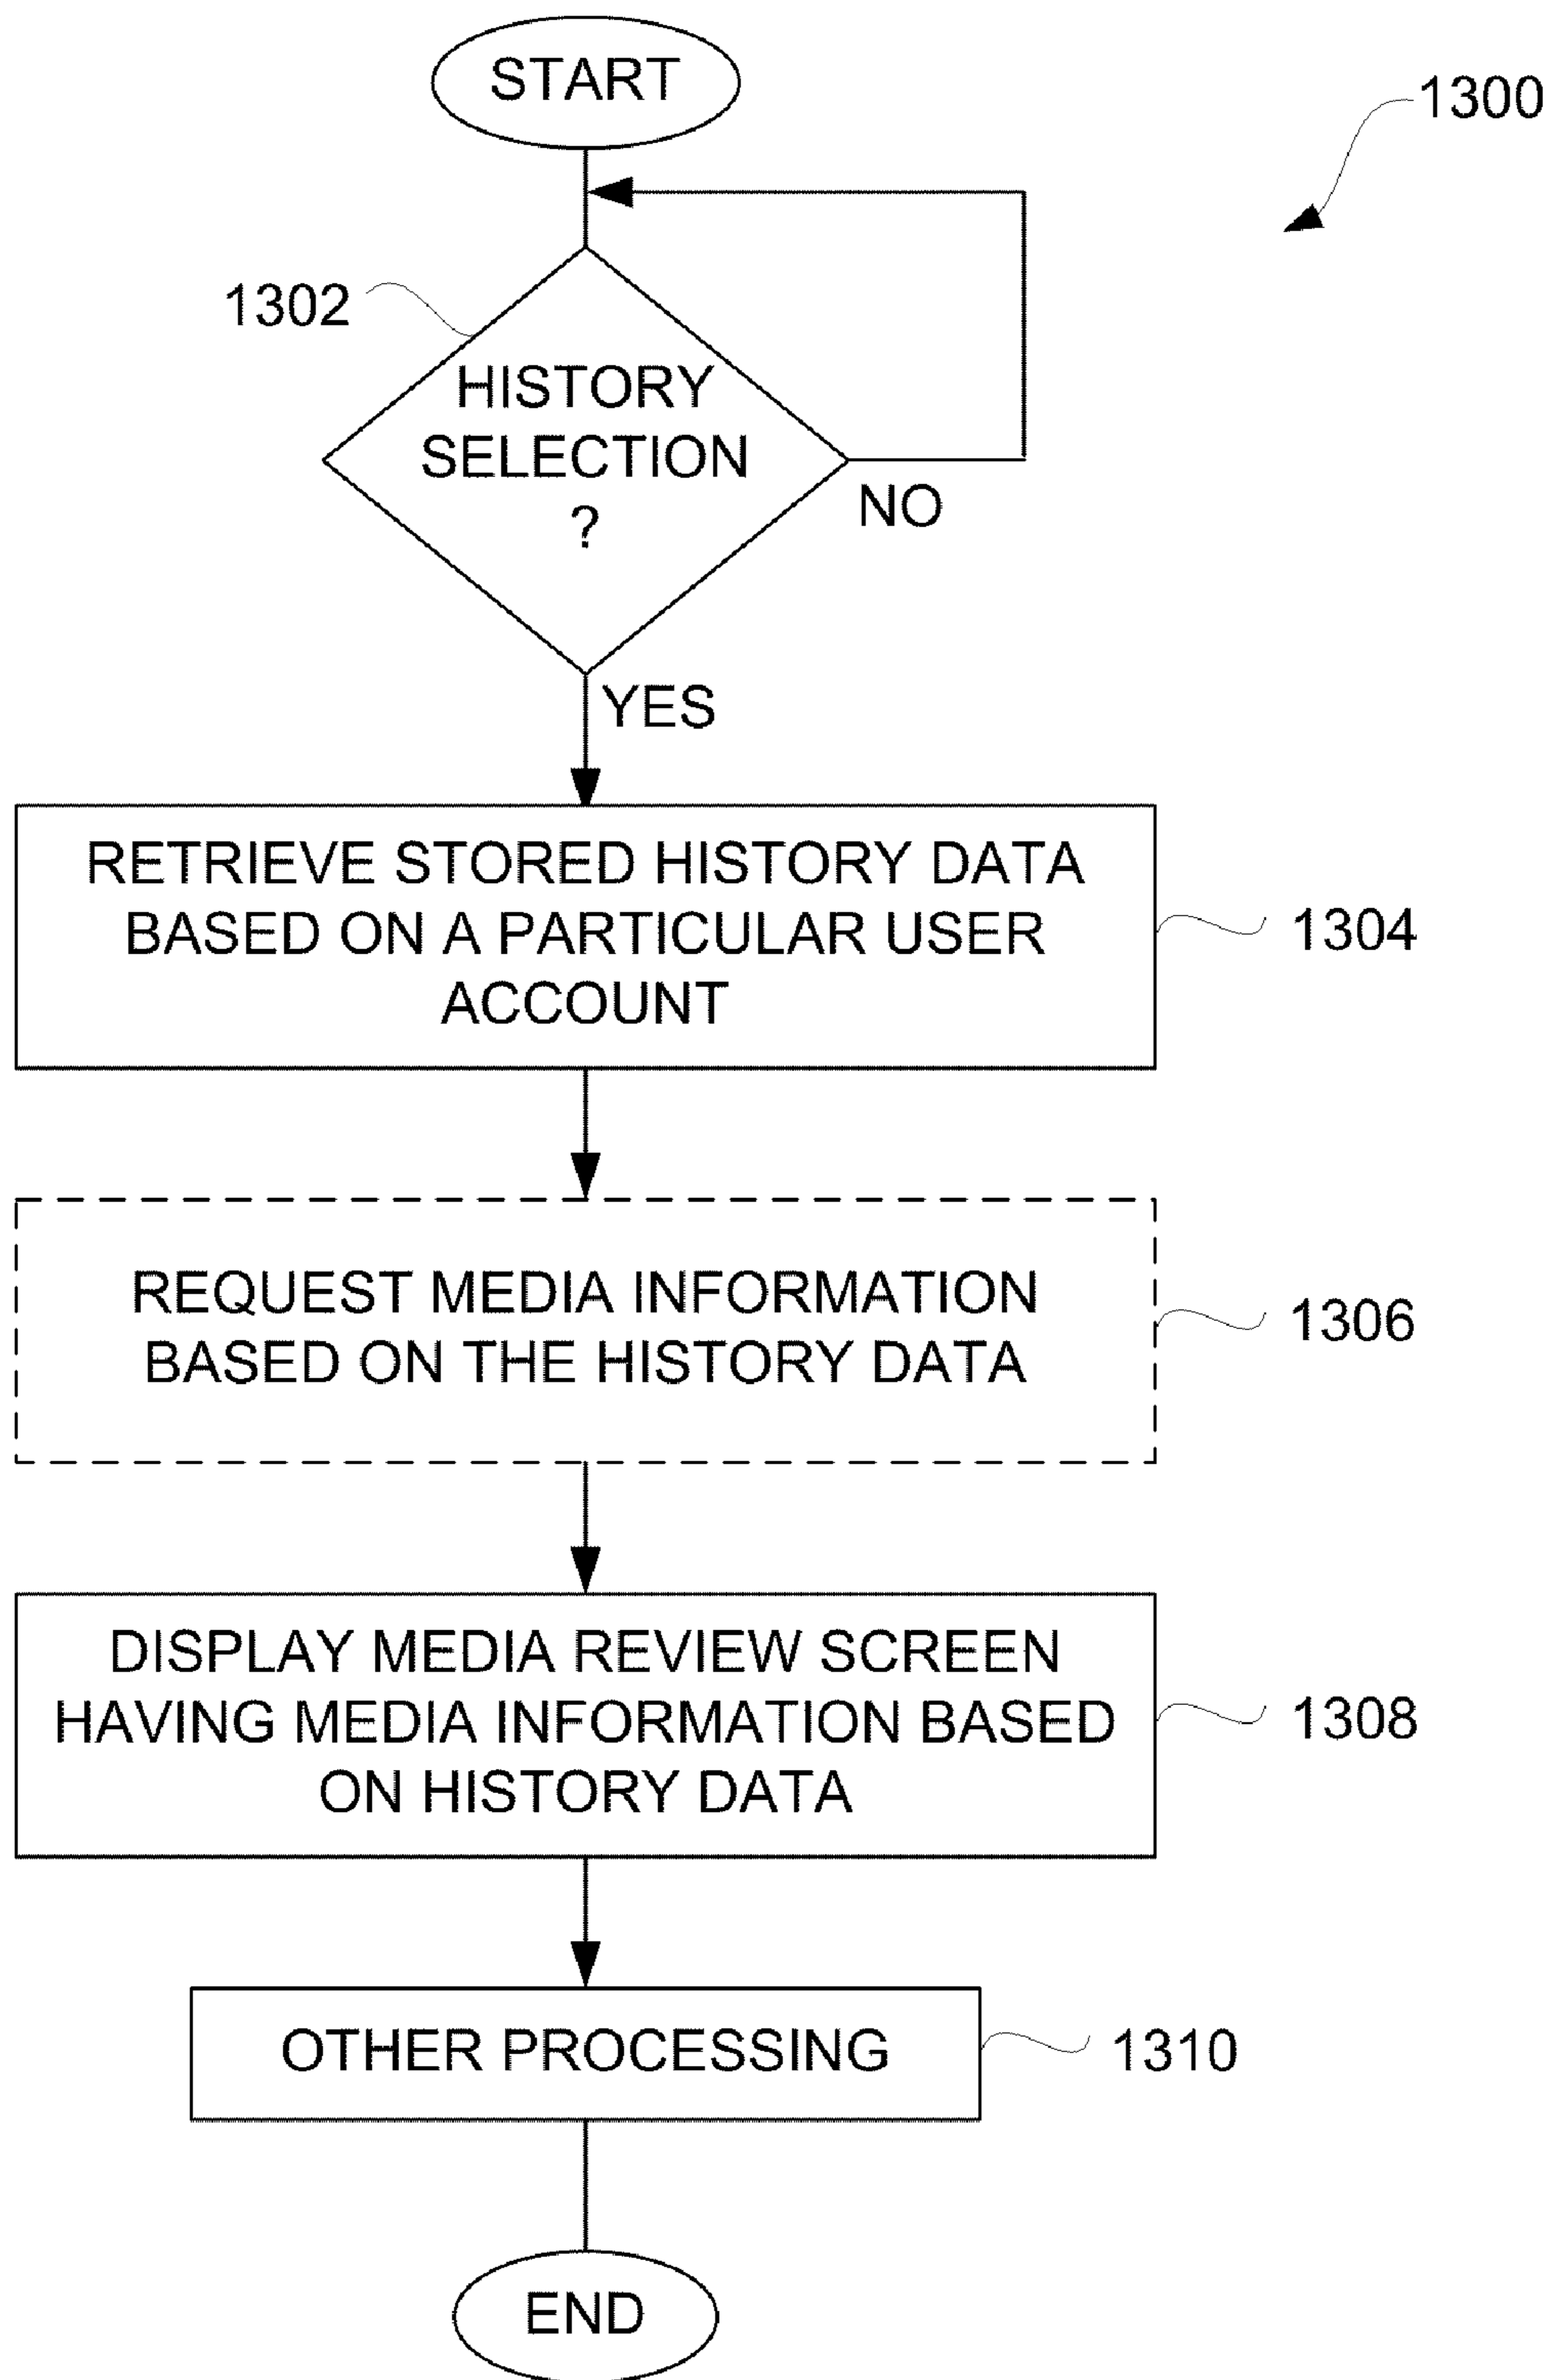 START
1300
1302
HISTORY
SELECTION
?
NO
YES
RETRIEVE STORED HISTORY DATA
BASED ON A PARTICULAR USER
ACCOUNT
1304
REQUEST MEDIA INFORMATION
BASED ON THE HISTORY DATA
1306
DISPLAY MEDIA REVIEW SCREEN
HAVING MEDIA INFORMATION BASED
ON HISTORY DATA
1308
OTHER PROCESSING
1310
END